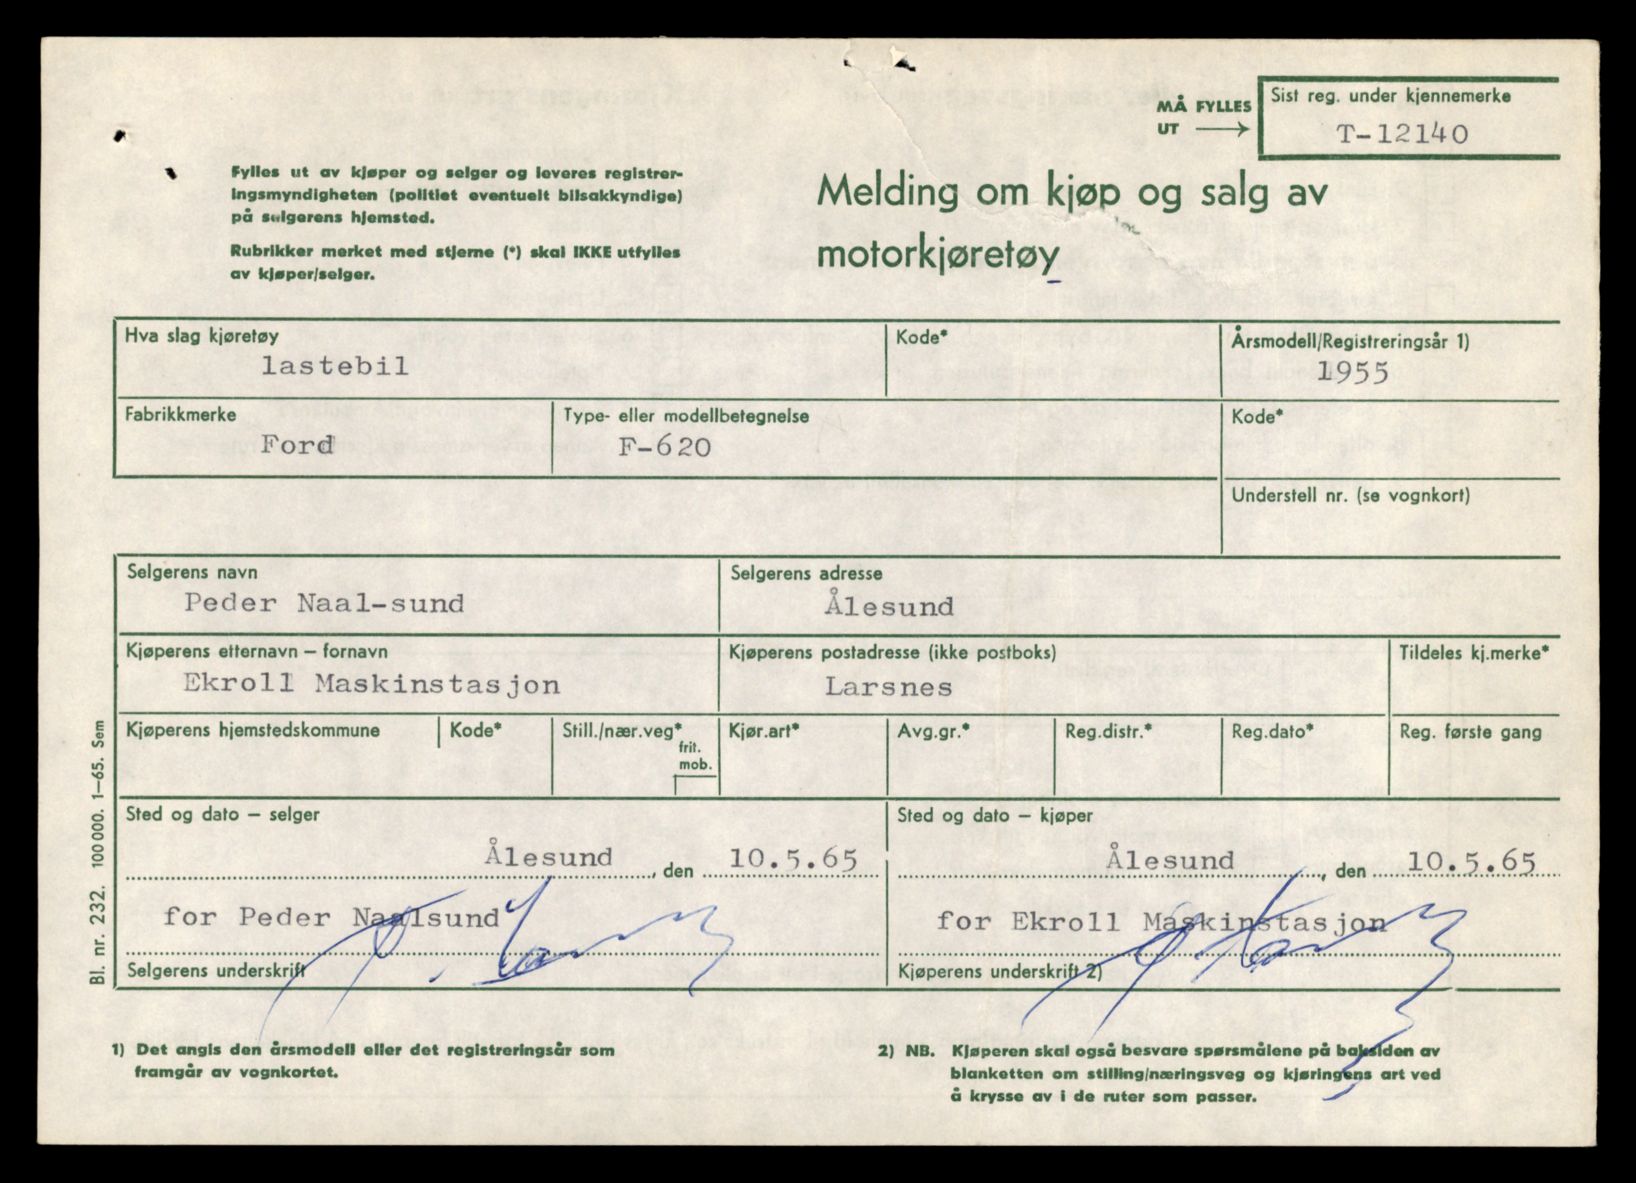 MÅ FYLLES
UT
Sist reg. under kjennemerke
T-12140
Fylles ut av kjøper og selger og leveres registrer-
ingsmyndigheten (politiet eventuelt bilsakkyndige)
på selgerens hjemsted.
Rubrikker merket med stjerne (*) skal IKKE utfylles
av kjøper/selger.
Melding om kjøp og salg av
motorkjøretøy
Hva slag kjøretøy
lastebil
Kode*
Årsmodell/Registreringsår 1)
1955
Fabrikkmerke
Ford
Type- eller modellbetegnelse
F-620
Kode*
Understell nr. (se vognkort)
Selgerens navn
Peder Naal-sund
Selgerens adresse
Ålesund
Kjøperens etternavn – fornavn
Ekroll Maskinstasjon
Kjøperens postadresse (ikke postboks)
Larsnes
Tildeles kj.merke*
Kjøperens hjemstedskommune
Kode*
Still./nær.veg*
frit.
mob.
Kjør.art*
Avg.gr.*
Reg.distr.*
Reg.dato*
Reg. første gang
Sted og dato – selger
Ålesund, den 10.5.65
for Peder Naalsund
Selgerens underskrift
Sted og dato – kjøper
Ålesund, den 10.5.65
for Ekroll Maskinstasjon
Kjøperens underskrift 2)
Bl. nr. 232. 100 000. 1–65. Sem
1) Det angis den årsmodell eller det registreringsår som
framgår av vognkortet.
2) NB. Kjøperen skal også besvare spørsmålene på baksiden av
blanketten om stilling/næringsveg og kjøringens art ved
å krysse av i de ruter som passer.